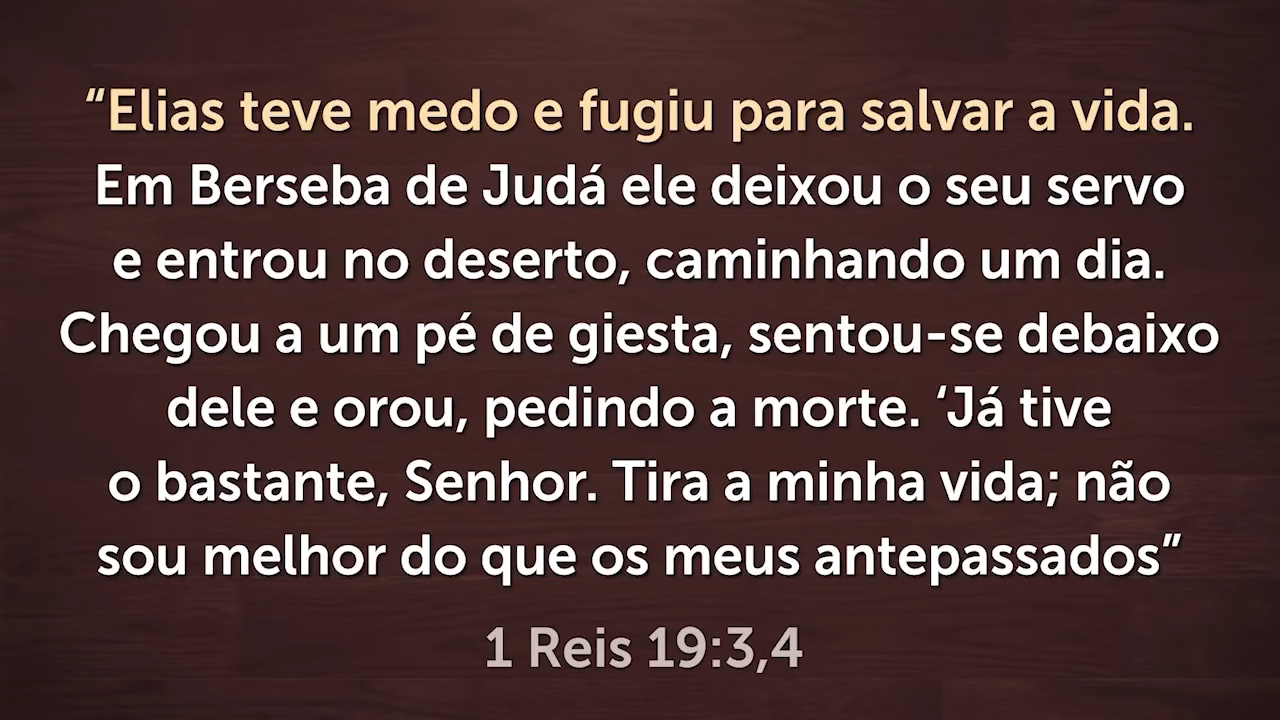 “Elias teve medo e fugiu para salvar a vida.
Em Berseba de Judá ele deixou o seu servo
e entrou no deserto, caminhando um dia.
Chegou a um pé de giesta, sentou-se debaixo
dele e orou, pedindo a morte. ‘Já tive
o bastante, Senhor. Tira a minha vida; não
sou melhor do que os meus antepassados”
1 Reis 19:3,4